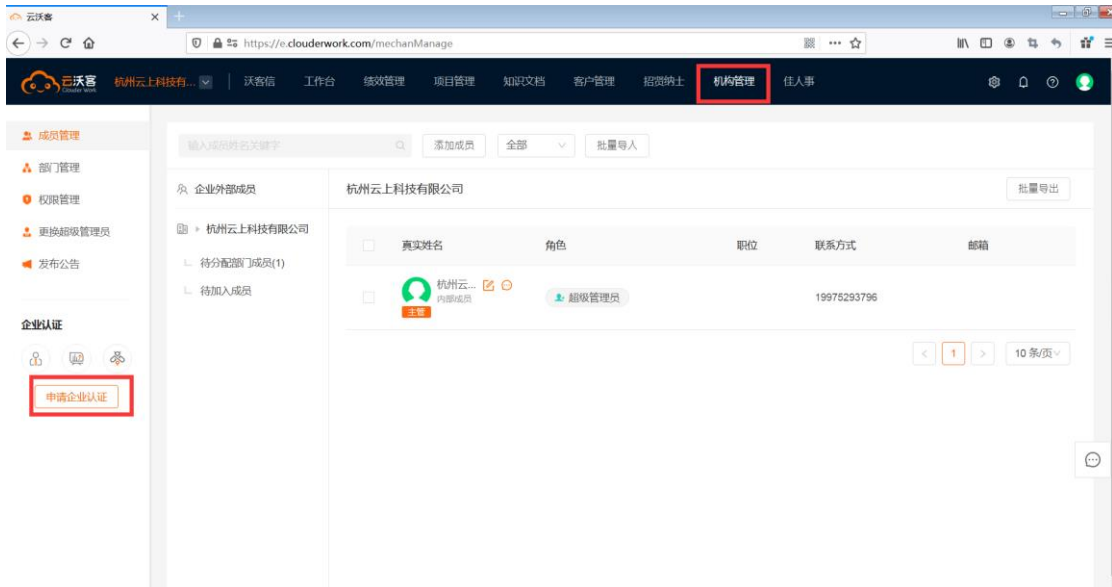 云沃客
https://e.clouderwork.com/mechanManage
云沃客
Clouder Work
杭州云上科技有...
沃客信 工作台 绩效管理 项目管理 知识文档 客户管理 招贤纳士 机构管理 佳人事
成员管理
部门管理
权限管理
更换超级管理员
发布公告
企业认证
申请企业认证
输入成员姓名关键字
添加成员 全部 批量导入
企业外部成员
杭州云上科技有限公司
待分配部门成员(1)
待加入成员
杭州云上科技有限公司 批量导出
真实姓名 角色 职位 联系方式 邮箱
杭州云...
内部成员
主管
超级管理员 19975293796
1 10 条/页